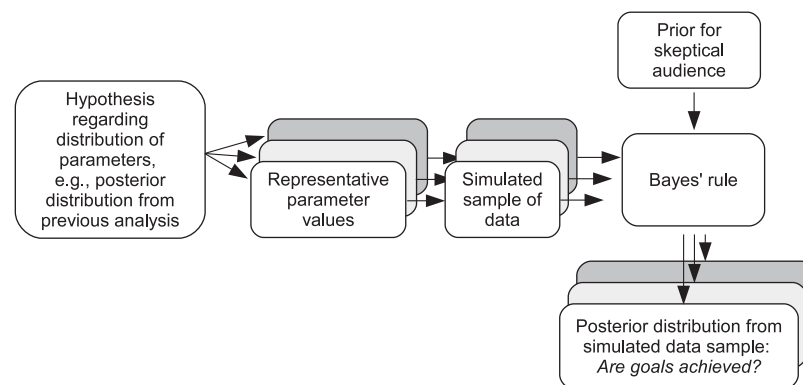 Hypothesis
regarding
distribution of
parameters,
e.g., posterior
distribution from
previous analysis
Representative
parameter
values
Simulated
sample of
data
Prior for
skeptical
audience
Bayes' rule
Posterior distribution from
simulated data sample:
Are goals achieved?